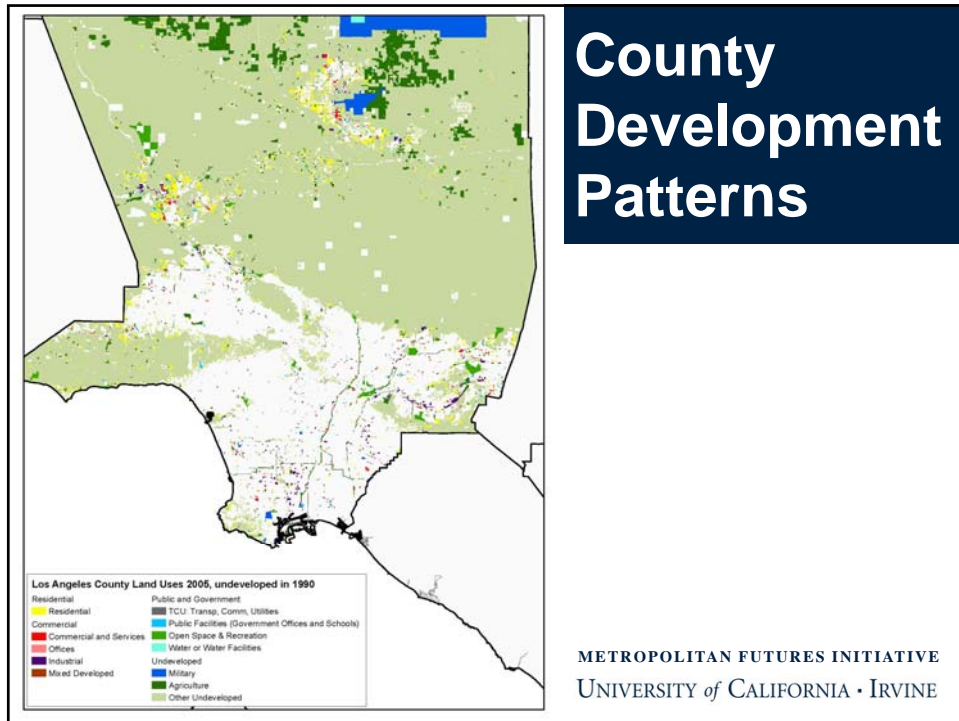 County
Development
Patterns
Los Angeles County Land Uses 2005, undeveloped in 1990
Residential
Residential
Commercial
Commercial and Services
Offices
Industrial
Mixed Developed
Public and Government
TCU: Transp, Comm, Utilities
Public Facilities (Government Offices and Schools)
Open Space & Recreation
Water or Water Facilities
Undeveloped
Military
Agriculture
Other Undeveloped
METROPOLITAN FUTURES INITIATIVE
UNIVERSITY of CALIFORNIA · IRVINE